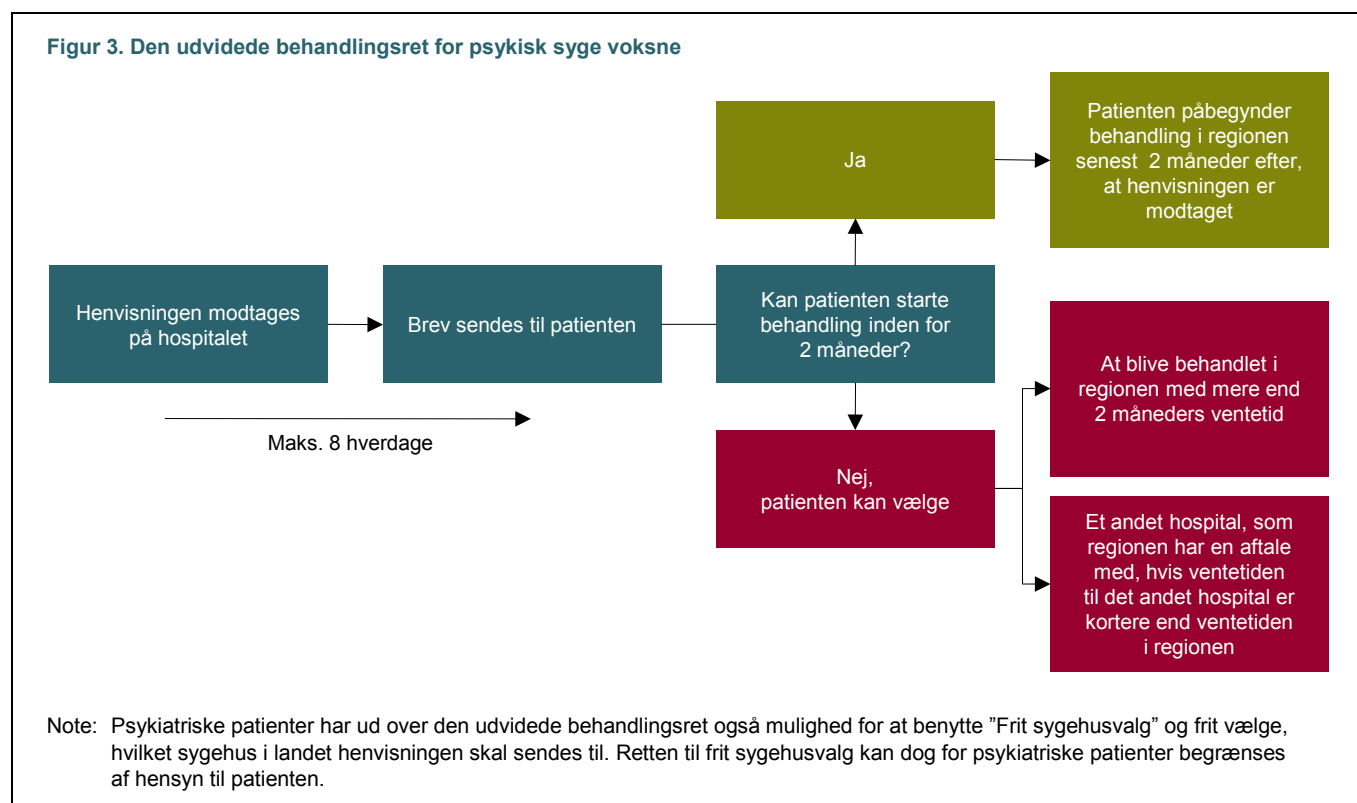 Figur 3. Den udvidede behandlingsret for psykisk syge voksne
Henvisningen modtages
på hospitalet
Brev sendes til patienten
Maks. 8 hverdage
Kan patienten starte
behandling inden for
2 måneder?
Ja
Patienten påbegynder
behandling i regionen
senest 2 måneder efter,
at henvisningen er
modtaget
Nej,
patienten kan vælge
At blive behandlet i
regionen med mere end
2 måneders ventetid
Et andet hospital, som
regionen har en aftale
med, hvis ventetiden
til det andet hospital er
kortere end ventetiden
i regionen
Note: Psykiatriske patienter har ud over den udvidede behandlingsret også mulighed for at benytte ”Frit sygehusvalg” og frit vælge,
hvilket sygehus i landet henvisningen skal sendes til. Retten til frit sygehusvalg kan dog for psykiatriske patienter begrænses
af hensyn til patienten.